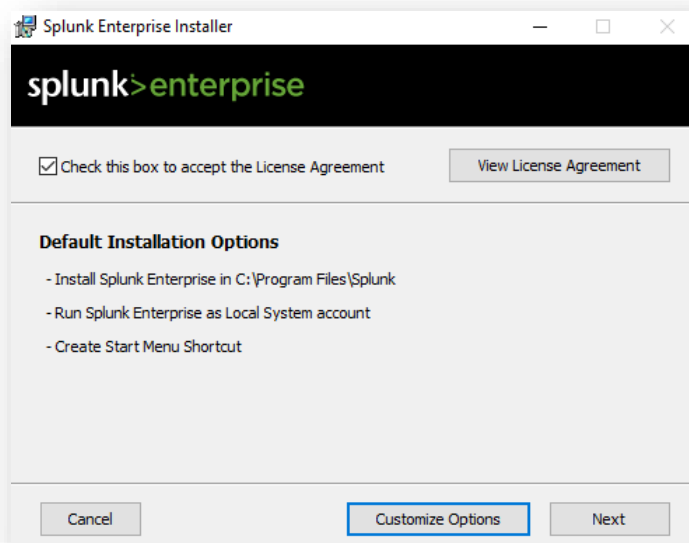 Splunk Enterprise Installer
splunk>enterprise
Check this box to accept the License Agreement
View License Agreement
Default Installation Options
- Install Splunk Enterprise in C:\Program Files\Splunk
- Run Splunk Enterprise as Local System account
- Create Start Menu Shortcut
Cancel
Customize Options
Next